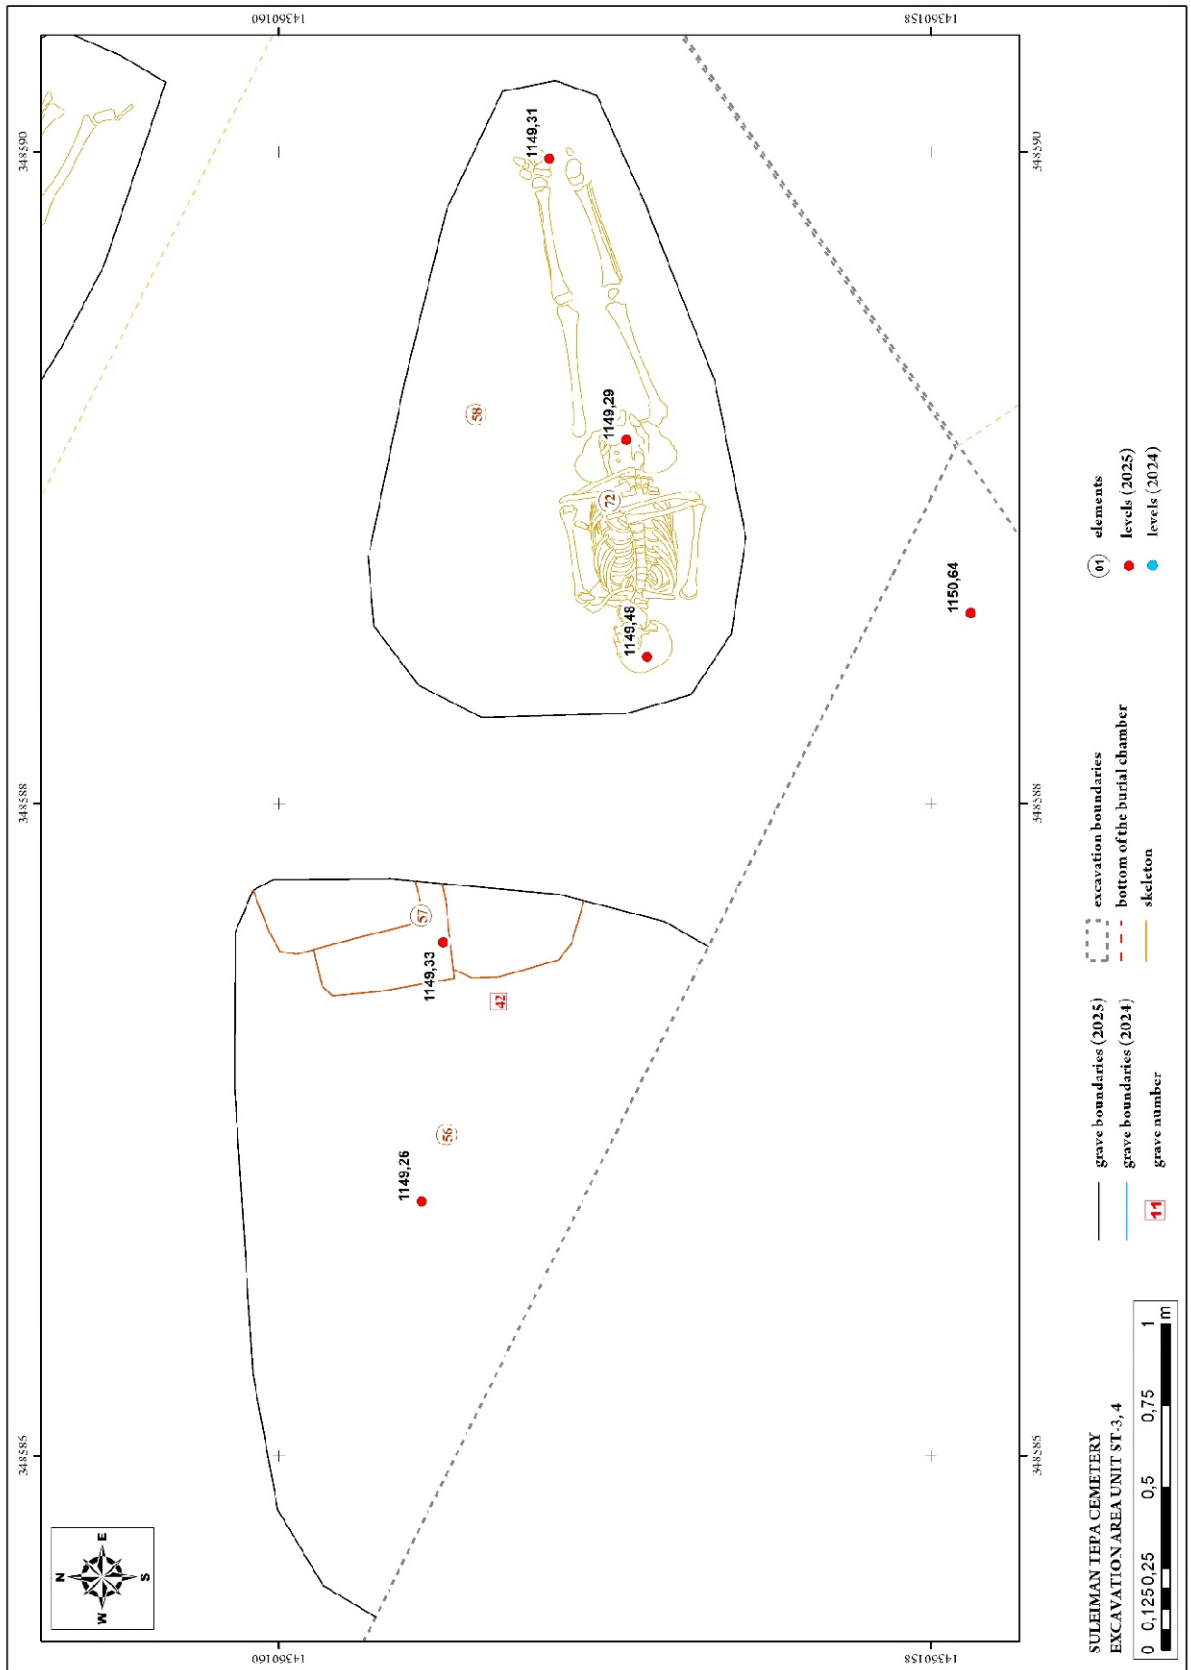 348585
348588
348590
N
W
E
S
14360160
14360160
1149,26
56
1149,33
57
42
58
1149,31
1149,29
72
1149,48
1150,64
14360158
14360158
348585
348588
348590
SULEIMAN TEPA CEMETERY
EXCAVATION AREA UNIT ST-3, 4
0 0,125 0,25 0,5 0,75 1
m
grave boundaries (2025)
grave boundaries (2024)
11 grave number
excavation boundaries
bottom of the burial chamber
skeleton
01 elements
levels (2025)
levels (2024)